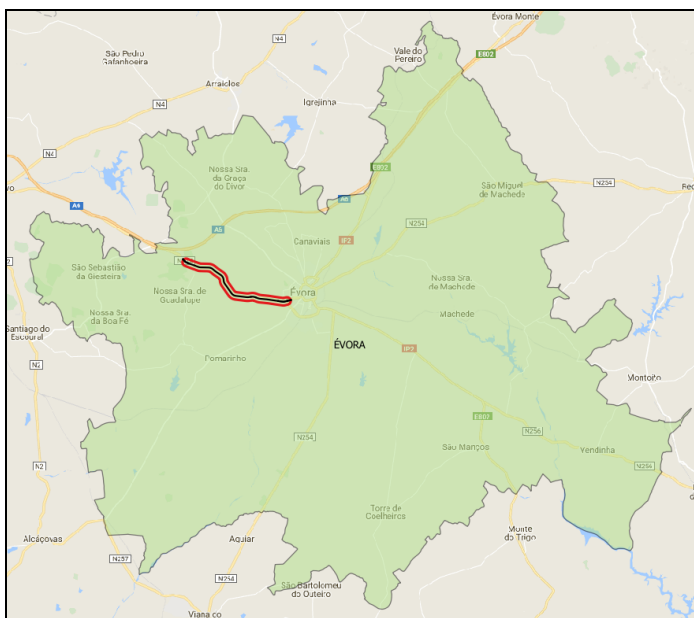 Évora Monte
N4
São Pedro
Gafanhoeira
Vale do
Pereiro
E802
Arraiolos
N4
Igrejinha
N4
E802
Nossa Sra.
da Graça
do Divor
São Miguel
de Machede
N254
A6
A6
A6
Canaviais
IP2
N254
São Sebastião
da Giesteira
Nossa Sra. de
Guadalupe
Évora
Nossa Sra.
de Machede
Nossa Sra.
da Boa Fé
Machede
Santiago do
Escoural
ÉVORA
IP2
Pomarinho
N2
Montoito
E802
N254
N256
São Manços
Vendinha
N256
N2
Torre de
Coelheiros
Alcáçovas
Aguiar
Monte
do Trigo
N257
N254
São Bartolomeu
do Outeiro
Viana do